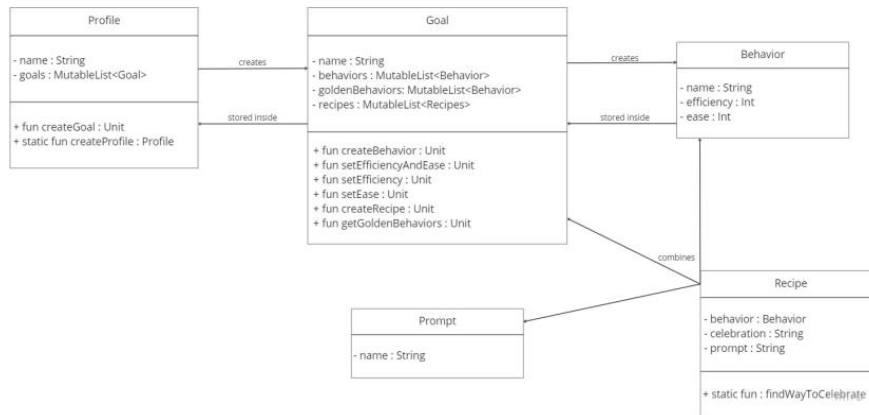 Profile
- name : String
- goals : MutableList<Goal>
+ fun createGoal : Unit
+ static fun createProfile : Profile
creates
stored inside
Goal
- name : String
- behaviors : MutableList<Behavior>
- goldenBehaviors: MutableList<Behavior>
- recipes : MutableList<Recipes>
+ fun createBehavior : Unit
+ fun setEfficiencyAndEase : Unit
+ fun setEfficiency : Unit
+ fun setEase : Unit
+ fun createRecipe : Unit
+ fun getGoldenBehaviors : Unit
creates
stored inside
Behavior
- name : String
- efficiency : Int
- ease : Int
combines
Prompt
- name : String
Recipe
- behavior : Behavior
- celebration : String
- prompt : String
+ static fun : findWayToCelebrate